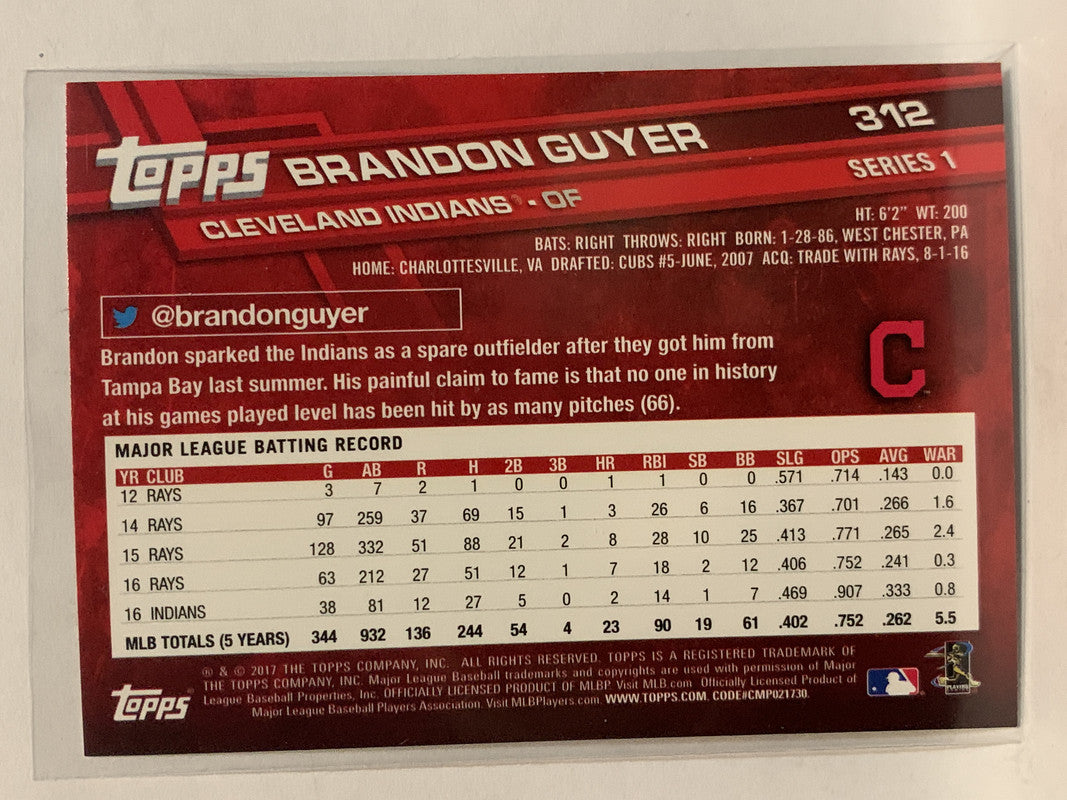 312
TOPPS BRANDON GUYER
SERIES 1
CLEVELAND INDIANS® - OF
HT: 6'2" WT: 200
BATS: RIGHT THROWS: RIGHT BORN: 1-28-86, WEST CHESTER, PA
HOME: CHARLOTTESVILLE, VA DRAFTED: CUBS #5-JUNE, 2007 ACQ: TRADE WITH RAYS, 8-1-16
@brandonguyer
Brandon sparked the Indians as a spare outfielder after they got him from
Tampa Bay last summer. His painful claim to fame is that no one in history
at his games played level has been hit by as many pitches (66).
C
MAJOR LEAGUE BATTING RECORD
YR CLUB G AB R H 2B 3B HR RBI SB BB SLG OPS AVG WAR
12 RAYS 3 7 2 1 0 0 1 1 0 0 .571 .714 .143 0.0
14 RAYS 97 259 37 69 15 1 3 26 6 16 .367 .701 .266 1.6
15 RAYS 128 332 51 88 21 2 8 28 10 25 .413 .771 .265 2.4
16 RAYS 63 212 27 51 12 1 7 18 2 12 .406 .752 .241 0.3
16 INDIANS 38 81 12 27 5 0 2 14 1 7 .469 .907 .333 0.8
MLB TOTALS (5 YEARS) 344 932 136 244 54 4 23 90 19 61 .402 .752 .262 5.5
® & © 2017 THE TOPPS COMPANY, INC. ALL RIGHTS RESERVED. TOPPS IS A REGISTERED TRADEMARK OF
THE TOPPS COMPANY, INC. Major League Baseball trademarks and copyrights are used with permission of Major
League Baseball Properties, Inc. OFFICIALLY LICENSED PRODUCT OF MLBP. Visit MLB.com. Officially Licensed Product of
Major League Baseball Players Association. Visit MLBPlayers.com. WWW.TOPPS.COM. CODE#CMP021730.
TOPPS